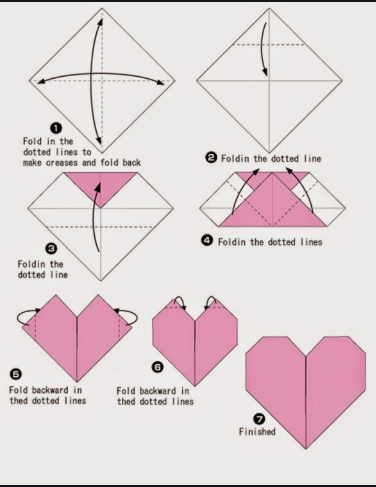 1
Fold in the
dotted lines to
make creases and fold back
2 Foldin the dotted line
3
Foldin the
dotted line
4 Foldin the dotted lines
5
Fold backward in
thed dotted lines
6
Fold backward in
thed dotted lines
7
Finished